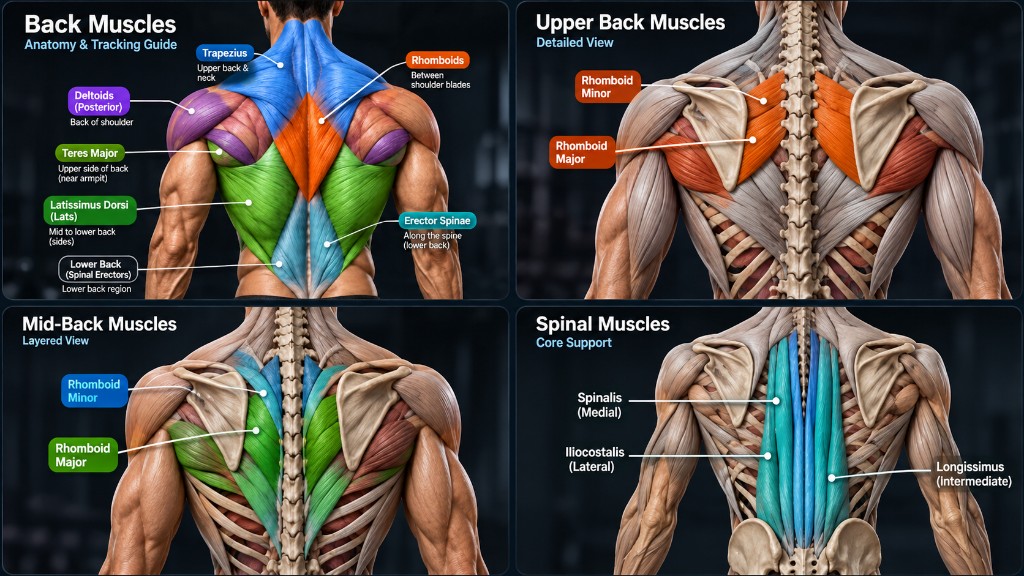 Back Muscles
Anatomy & Tracking Guide
Trapezius
Upper back &
neck
Rhomboids
Between
shoulder blades
Deltoids
(Posterior)
Back of shoulder
Teres Major
Upper side of back
(near armpit)
Latissimus Dorsi
(Lats)
Mid to lower back
(sides)
Erector Spinae
Along the spine
(lower back)
Lower Back
(Spinal Erectors)
Lower back region
Upper Back Muscles
Detailed View
Rhomboid
Minor
Rhomboid
Major
Mid-Back Muscles
Layered View
Rhomboid
Minor
Rhomboid
Major
Spinal Muscles
Core Support
Spinalis
(Medial)
Iliocostalis
(Lateral)
Longissimus
(Intermediate)